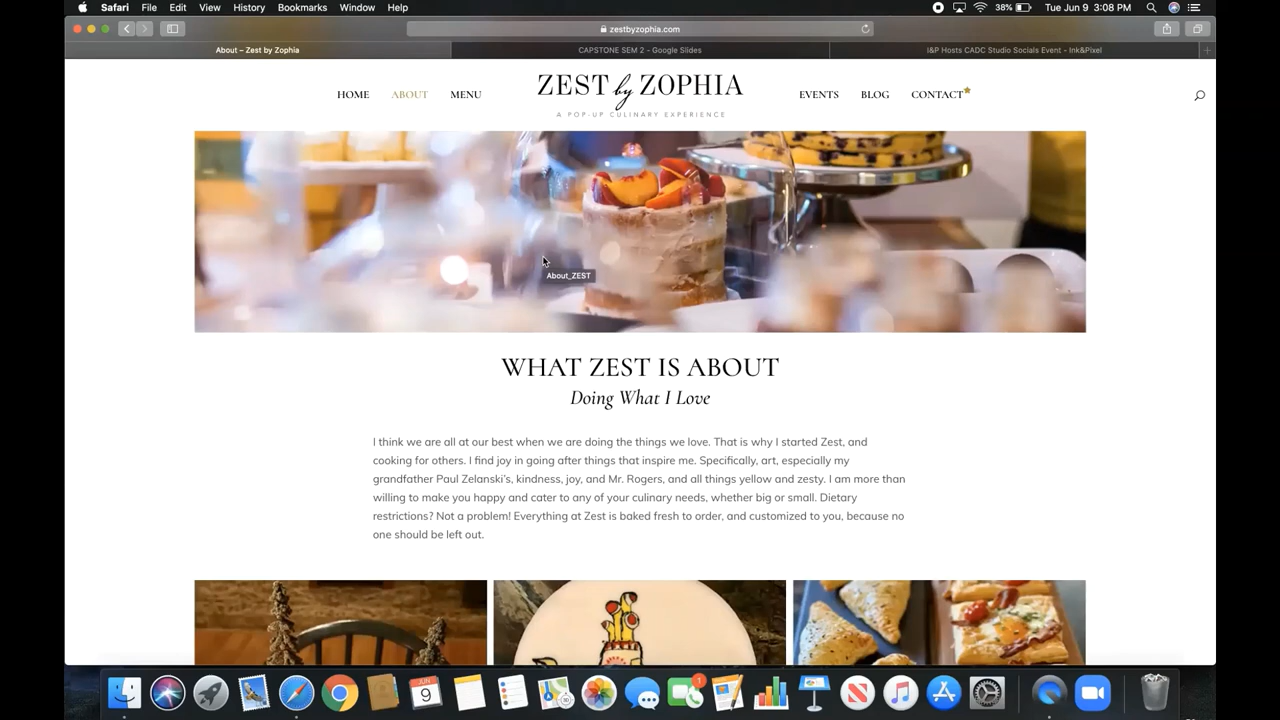 Safari File Edit View History Bookmarks Window Help 38% Tue Jun 9 3:08 PM
zestbyzophia.com
About – Zest by Zophia CAPSTONE SEM 2 - Google Slides I&P Hosts CADC Studio Socials Event - Ink&Pixel
HOME ABOUT MENU ZEST by ZOPHIA EVENTS BLOG CONTACT
A POP-UP CULINARY EXPERIENCE
About_ZEST
WHAT ZEST IS ABOUT
Doing What I Love
I think we are all at our best when we are doing the things we love. That is why I started Zest, and
cooking for others. I find joy in going after things that inspire me. Specifically, art, especially my
grandfather Paul Zelanski's, kindness, joy, and Mr. Rogers, and all things yellow and zesty. I am more than
willing to make you happy and cater to any of your culinary needs, whether big or small. Dietary
restrictions? Not a problem! Everything at Zest is baked fresh to order, and customized to you, because no
one should be left out.
JUN
9
1